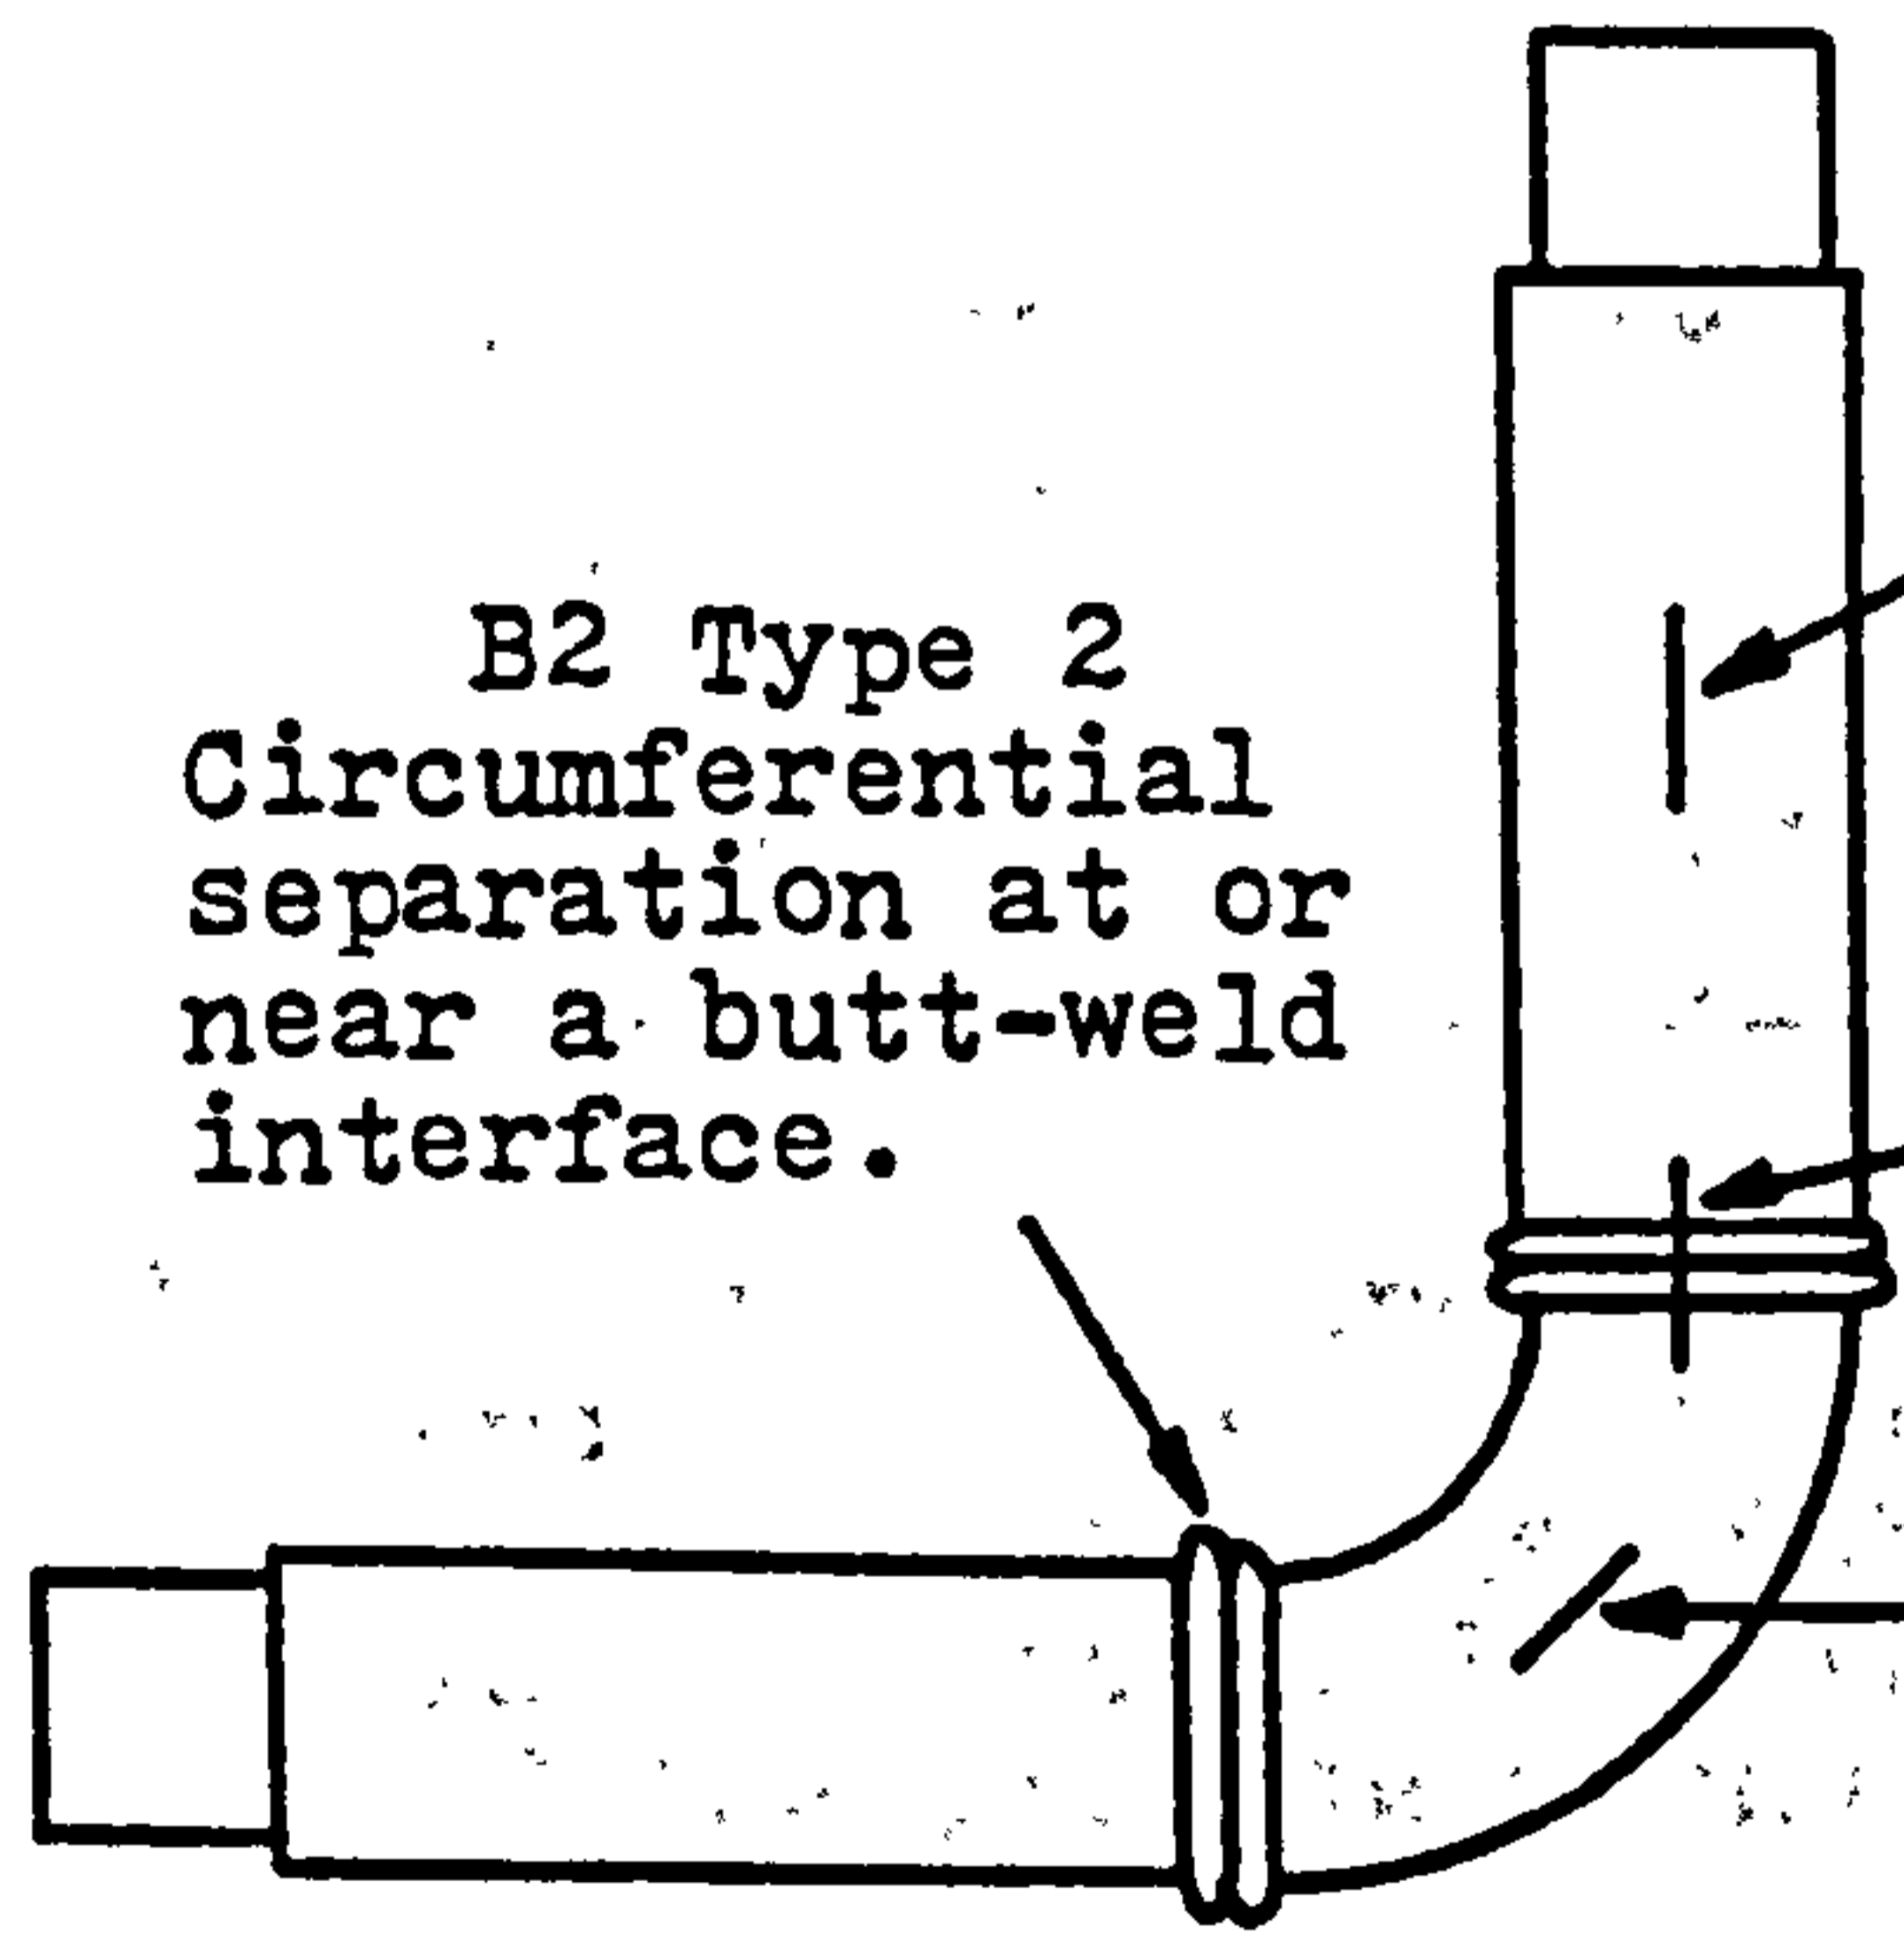 B2 Type 2
Circumferential
separation at or
near a butt-weld
interface.